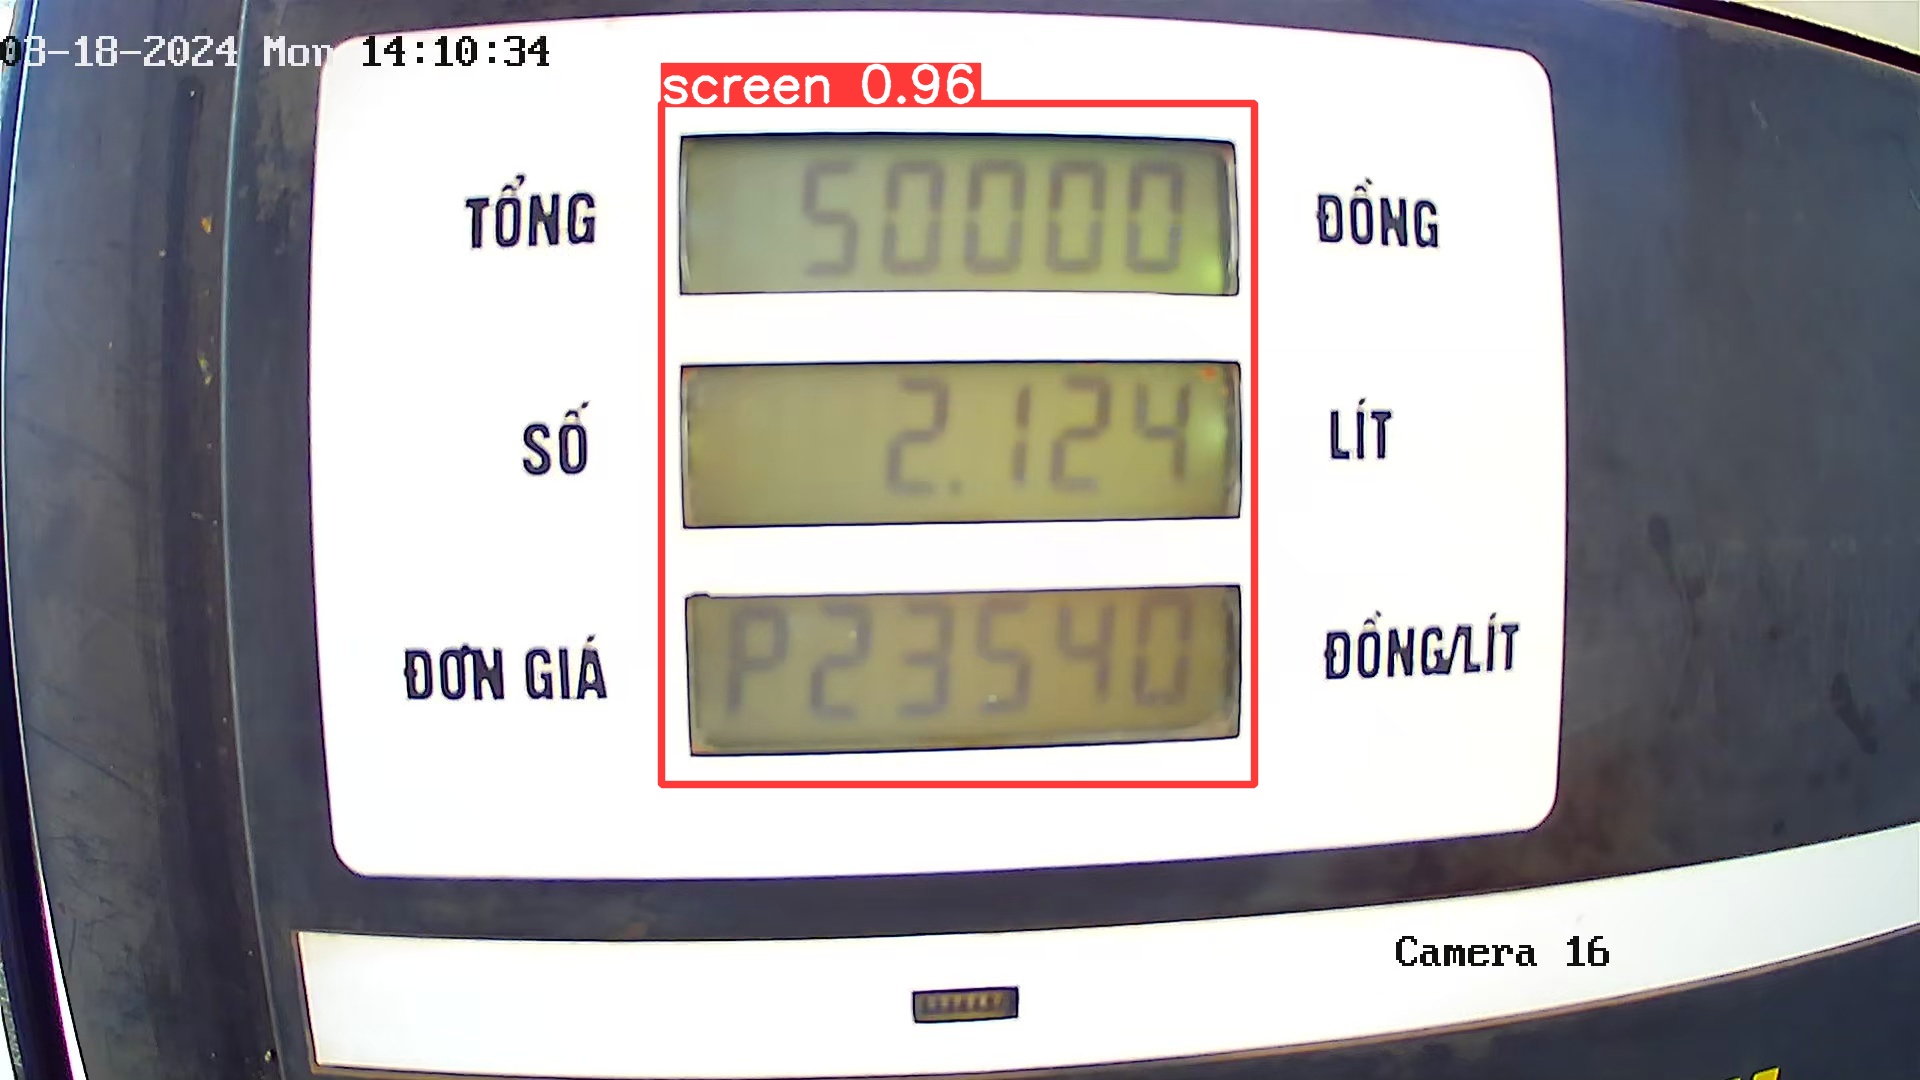 03-18-2024 Mon 14:10:34
screen 0.96
TỔNG 50000 ĐỒNG
SỐ 2.124 LÍT
ĐƠN GIÁ P23540 ĐỒNG/LÍT
Camera 16